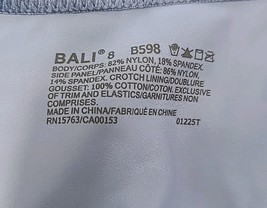 BALI® 8 B598
BODY/CORPS: 82% NYLON, 18% SPANDEX.
SIDE PANEL/PANNEAU CÔTÉ: 86% NYLON,
14% SPANDEX. CROTCH LINING/DOUBLURE
GOUSSET: 100% COTTON/COTON. EXCLUSIVE
OF TRIM AND ELASTICS/GARNITURES NON
COMPRISES.
MADE IN CHINA/FABRIQUÉ EN CHINE
RN15763/CA00153 01225T